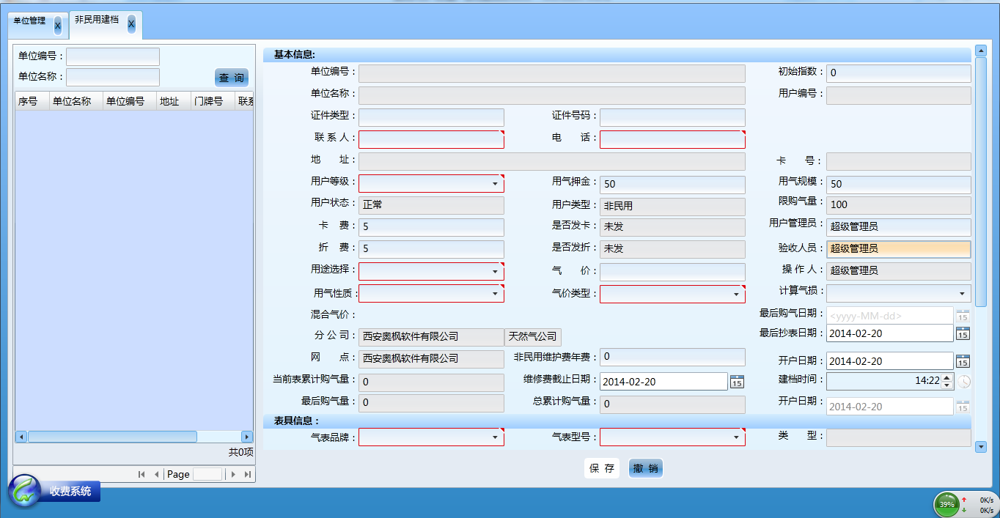 单位管理 X 非民用建档 X
单位编号：
单位名称：
查 询
序号 单位名称 单位编号 地址 门牌号 联系
共0项
Page
收费系统
基本信息:
单位编号： 初始指数： 0
单位名称： 用户编号：
证件类型： 证件号码：
联 系 人： 电 话：
地 址： 卡 号：
用户等级： 用气押金： 50 用气规模： 50
用户状态： 正常 用户类型： 非民用 限购气量： 100
卡 费： 5 是否发卡： 未发 用户管理员： 超级管理员
折 费： 5 是否发折： 未发 验收人员： 超级管理员
用途选择： 气 价： 操 作 人： 超级管理员
用气性质： 气价类型： 计算气损：
混合气价： 最后购气日期： <yyyy-MM-dd> 15
分 公 司： 西安奥枫软件有限公司 天然气公司 最后抄表日期： 2014-02-20 15
网 点： 西安奥枫软件有限公司 非民用维护费年费： 0 开户日期： 2014-02-20 15
当前表累计购气量： 0 维修费截止日期： 2014-02-20 15 建档时间： 14:22
最后购气量： 0 总累计购气量： 0 开户日期： 2014-02-20 15
表具信息：
气表品牌： 气表型号： 类 型：
保 存 撤 销
39% 0K/s
0K/s